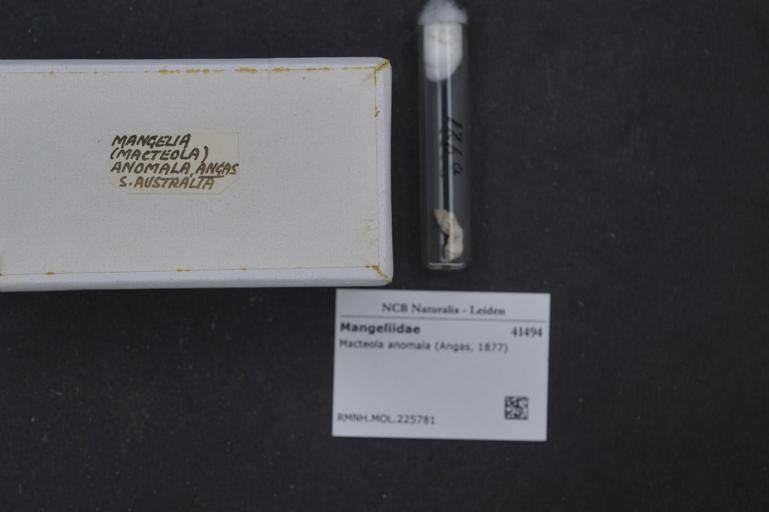 MANGELIA
(MACTEOLA)
ANOMALA, ANGAS
S. AUSTRALIA
NCB Naturalis - Leiden
Mangeliidae 41494
Macteola anomala (Angas, 1877)
RMNH.MOL.225781